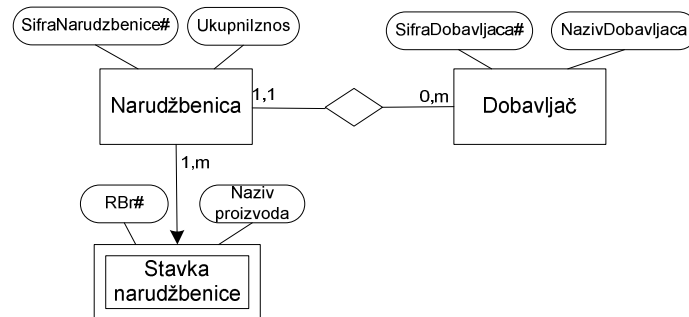 SifraNarudzbenice#
UkupniIznos
SifraDobavljaca#
NazivDobavljaca
Narudžbenica
1,1
0,m
Dobavljač
1,m
RBr#
Naziv
proizvoda
Stavka
narudžbenice